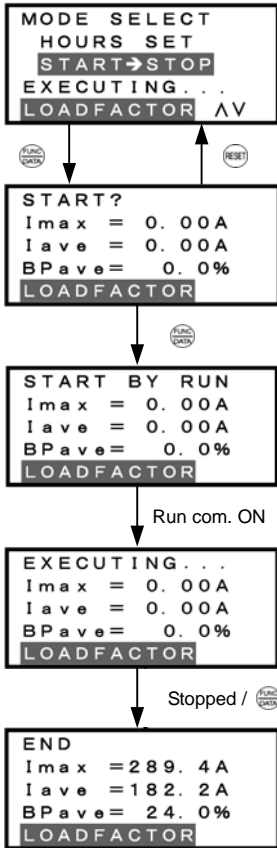 MODE SELECT
HOURS SET
START→STOP
EXECUTING...
LOADFACTOR ∧∨
FUNC DATA
RESET
START?
Imax = 0.00A
Iave = 0.00A
BPave= 0.0%
LOADFACTOR
FUNC DATA
START BY RUN
Imax = 0.00A
Iave = 0.00A
BPave= 0.0%
LOADFACTOR
Run com. ON
EXECUTING...
Imax = 0.00A
Iave = 0.00A
BPave= 0.0%
LOADFACTOR
Stopped / FUNC DATA
END
Imax =289.4A
Iave =182.2A
BPave= 24.0%
LOADFACTOR